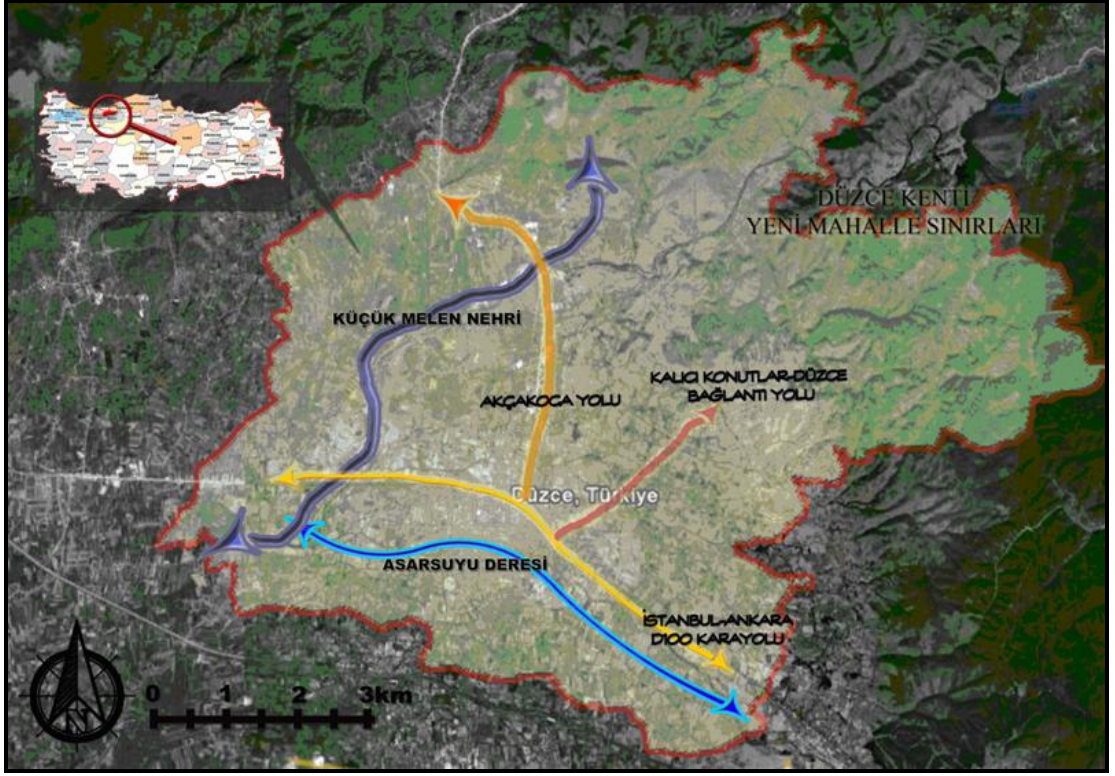 DÜZCE KENTİ
YENİ MAHALLE SINIRLARI
KÜÇÜK MELEN NEHRİ
KALICI KONUTLAR-DÜZCE
BAĞLANTI YOLU
AKÇAKOCA YOLU
Düzce, Türkiye
ASARSUYU DERESİ
İSTANBUL-ANKARA
D100 KARAYOLU
N
0 1 2 3km